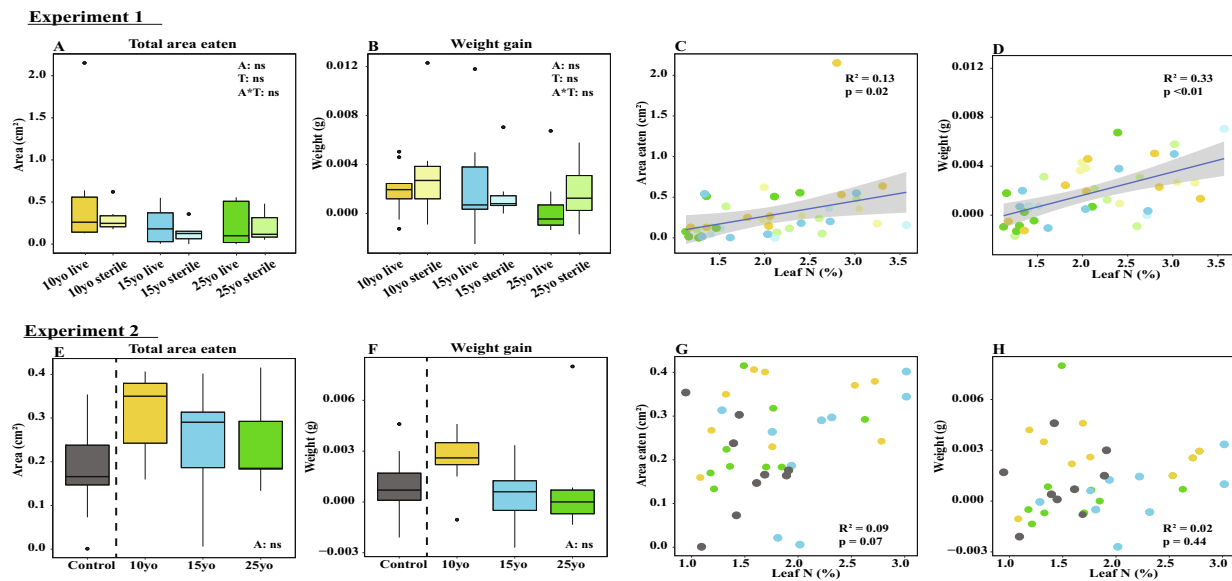 Experiment 1
A
Total area eaten
A: ns
T: ns
A*T: ns
Area (cm²)
2.0
1.5
1.0
0.5
0.0
10yo live
10yo sterile
15yo live
15yo sterile
25yo live
25yo sterile
B
Weight gain
A: ns
T: ns
A*T: ns
Weight (g)
0.012
0.008
0.004
0.000
10yo live
10yo sterile
15yo live
15yo sterile
25yo live
25yo sterile
C
R² = 0.13
p = 0.02
Area eaten (cm²)
2.0
1.5
1.0
0.5
0.0
1.5 2.0 2.5 3.0 3.5
Leaf N (%)
D
R² = 0.33
p <0.01
Weight (g)
0.012
0.008
0.004
0.000
1.5 2.0 2.5 3.0 3.5
Leaf N (%)
Experiment 2
E
Total area eaten
Area (cm²)
0.4
0.3
0.2
0.1
0.0
A: ns
Control 10yo 15yo 25yo
F
Weight gain
Weight (g)
0.006
0.003
0.000
−0.003
A: ns
Control 10yo 15yo 25yo
G
Area eaten (cm²)
0.4
0.3
0.2
0.1
0.0
R² = 0.09
p = 0.07
1.0 1.5 2.0 2.5 3.0
Leaf N (%)
H
Weight (g)
0.006
0.003
0.000
−0.003
R² = 0.02
p = 0.44
1.0 1.5 2.0 2.5 3.0
Leaf N (%)